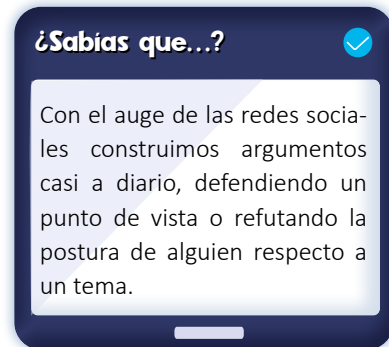 ¿Sabías que...?
Con el auge de las redes socia-
les construimos argumentos
casi a diario, defendiendo un
punto de vista o refutando la
postura de alguien respecto a
un tema.